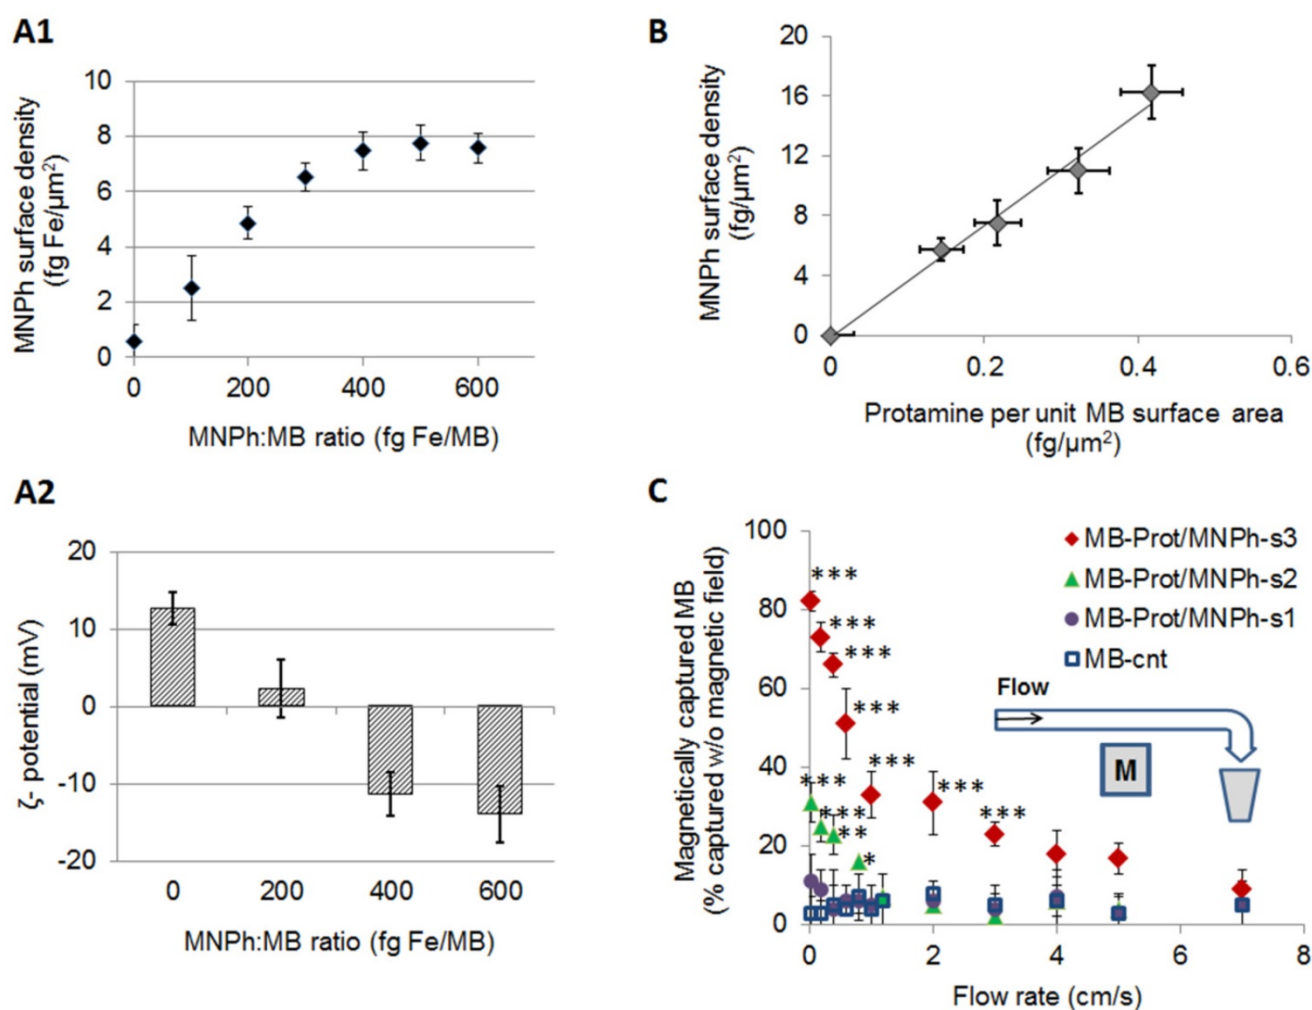 A1
10
8
6
4
2
0
MNPh surface density
(fg Fe/µm²)
0
200
400
600
MNPh:MB ratio (fg Fe/MB)
B
20
16
12
8
4
0
MNPh surface density
(fg/µm²)
0
0.2
0.4
0.6
Protamine per unit MB surface area
(fg/µm²)
A2
20
10
0
-10
-20
ζ- potential (mV)
0
200
400
600
MNPh:MB ratio (fg Fe/MB)
C
100
80
60
40
20
0
Magnetically captured MB
(% captured w/o magnetic field)
MB-Prot/MNPh-s3
MB-Prot/MNPh-s2
MB-Prot/MNPh-s1
MB-cnt
***
***
***
***
***
***
***
***
***
**
*
Flow
M
0
2
4
6
8
Flow rate (cm/s)